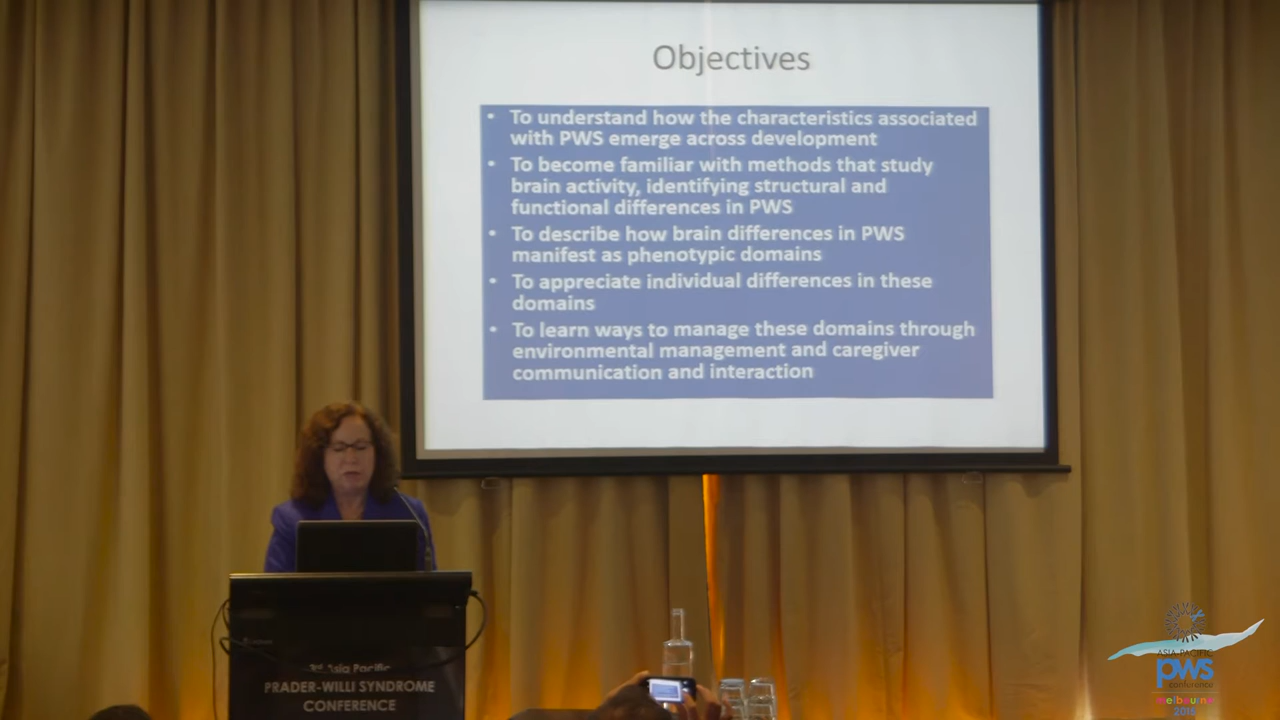 Objectives
• To understand how the characteristics associated
with PWS emerge across development
• To become familiar with methods that study
brain activity, identifying structural and
functional differences in PWS
• To describe how brain differences in PWS
manifest as phenotypic domains
• To appreciate individual differences in these
domains
• To learn ways to manage these domains through
environmental management and caregiver
communication and interaction
3rd Asia Pacific
PRADER-WILLI SYNDROME
CONFERENCE
ASIA-PACIFIC
pws
conference
melbourne
2015